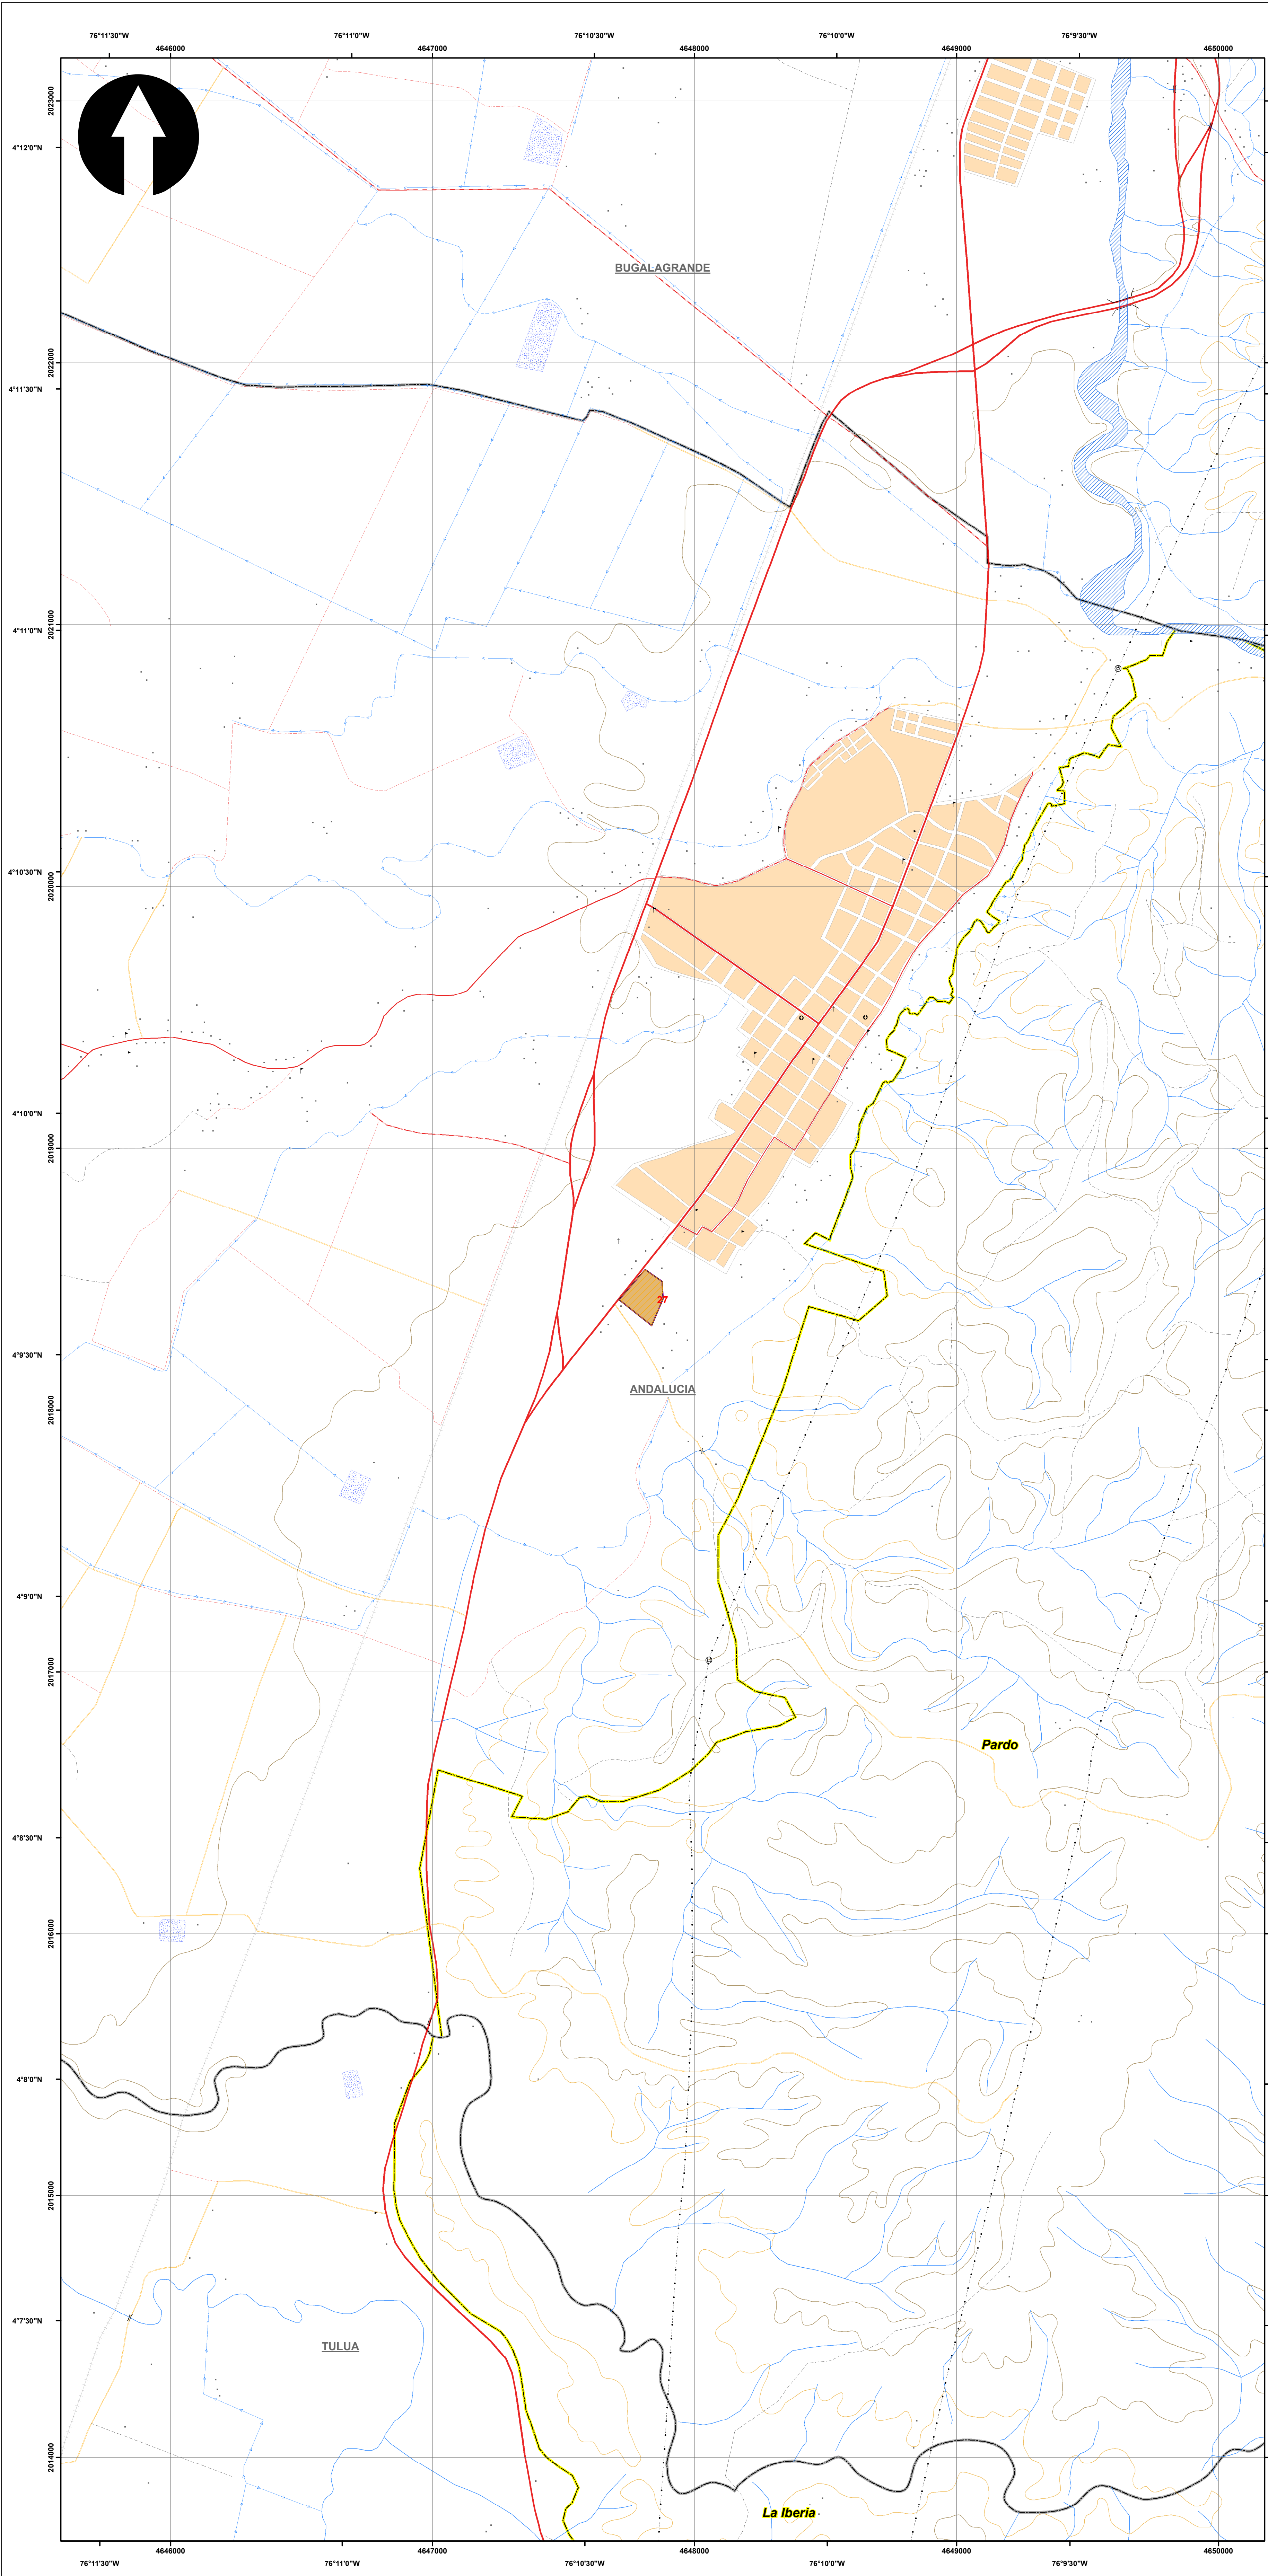 76°11'30"W 76°11'0"W 76°10'30"W 76°10'0"W 76°9'30"W
4646000 4647000 4648000 4649000 4650000
2023000
4°12'0"N
BUGALAGRANDE
2022000
4°11'30"N
2021000
4°11'0"N
4°10'30"N
2020000
4°10'0"N
2019000
27
4°9'30"N
ANDALUCIA
2018000
4°9'0"N
2017000
Pardo
4°8'30"N
2016000
4°8'0"N
2015000
4°7'30"N
TULUA
2014000
La Iberia
4646000 4647000 4648000 4649000 4650000
76°11'30"W 76°11'0"W 76°10'30"W 76°10'0"W 76°9'30"W